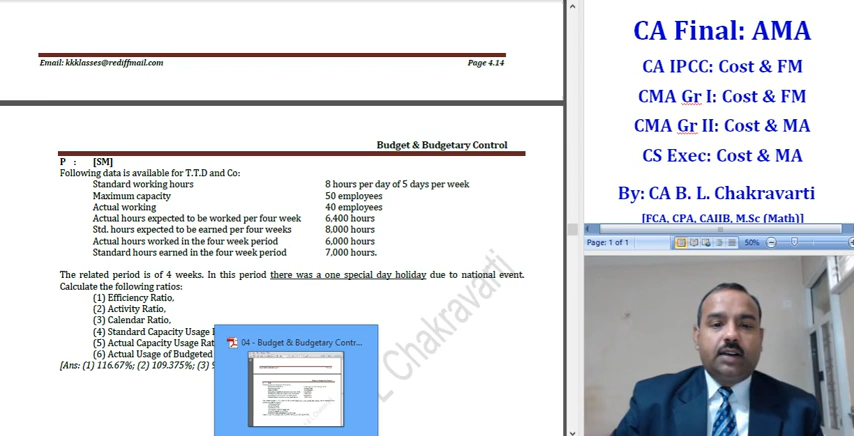 Email: kkklasses@rediffmail.com Page 4.14
Budget & Budgetary Control
P : [SM]
Following data is available for T.T.D and Co:
Standard working hours 8 hours per day of 5 days per week
Maximum capacity 50 employees
Actual working 40 employees
Actual hours expected to be worked per four week 6,400 hours
Std. hours expected to be earned per four weeks 8,000 hours
Actual hours worked in the four week period 6,000 hours
Standard hours earned in the four week period 7,000 hours.
The related period is of 4 weeks. In this period there was a one special day holiday due to national event.
Calculate the following ratios:
(1) Efficiency Ratio,
(2) Activity Ratio,
(3) Calendar Ratio,
(4) Standard Capacity Usage
(5) Actual Capacity Usage
(6) Actual Usage of Budgeted
[Ans: (1) 116.67%; (2) 109.375%; (3)
04 - Budget & Budgetary Contr...
L Chakravarti
CA Final: AMA
CA IPCC: Cost & FM
CMA Gr I: Cost & FM
CMA Gr II: Cost & MA
CS Exec: Cost & MA
By: CA B. L. Chakravarti
[FCA, CPA, CAIIB, M.Sc (Math)]
Page: 1 of 1 50%